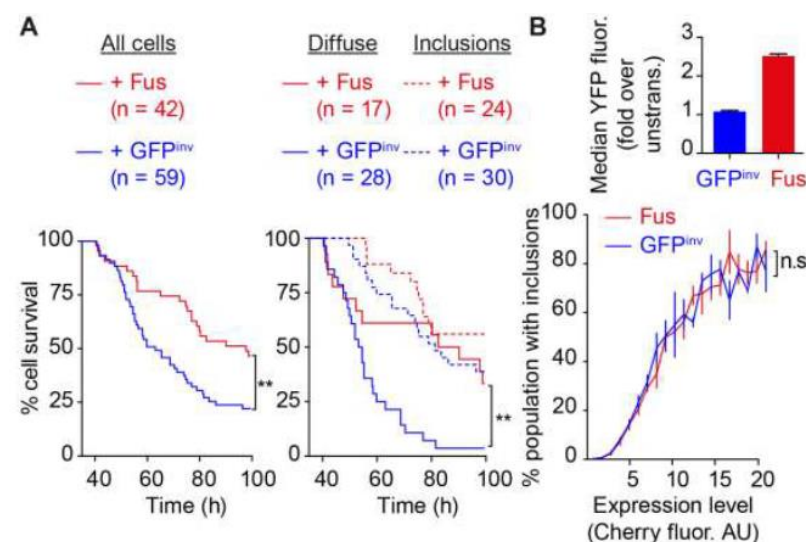 A
All cells
+ Fus
(n = 42)
+ GFPinv
(n = 59)
Diffuse
+ Fus
(n = 17)
+ GFPinv
(n = 28)
Inclusions
+ Fus
(n = 24)
+ GFPinv
(n = 30)
% cell survival
100
75
50
25
0
40
60
80
100
Time (h)
**
100
75
50
25
0
40
60
80
100
Time (h)
**
B
Median YFP fluor.
(fold over
unstrans.)
3
2
1
0
GFPinv
Fus
% population with inclusions
100
80
60
40
20
0
Fus
GFPinv
n.s
5
10
15
20
Expression level
(Cherry fluor. AU)